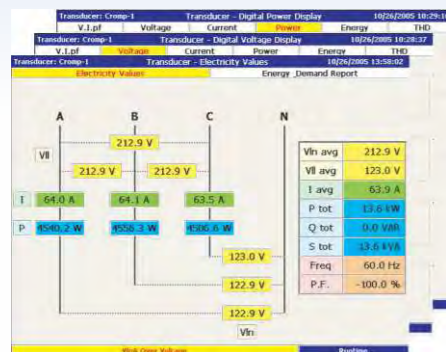 Transducer: Cromp-1 Transducer - Digital Power Display 10/26/2005 10:29:1
V.I.pf Voltage Current Power Energy THD
Transducer: Cromp-1 Transducer - Digital Voltage Display 10/26/2005 10:28:37
V.I.pf Voltage Current Power Energy THD
Transducer: Cromp-1 Transducer - Electricity Values 10/26/2005 13:58:02
Electricity Values Energy_Demand Report
A B C N
212.9 V
Vll
212.9 V 212.9 V
I 64.0 A 64.1 A 63.5 A
P 4540.2 W 4558.3 W 4506.6 W
123.0 V
122.9 V
122.9 V
Vln
Vln avg 212.9 V
Vll avg 123.0 V
I avg 63.9 A
P tot 13.6 kW
Q tot 0.0 VAR
S tot 13.6 kVA
Freq 60.0 Hz
P.F. -100.0 %
Runtime